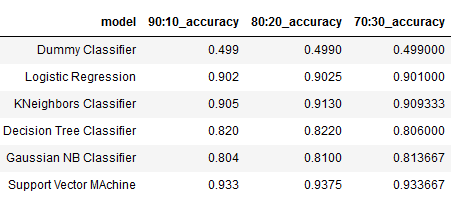 model 90:10_accuracy 80:20_accuracy 70:30_accuracy
Dummy Classifier 0.499 0.4990 0.499000
Logistic Regression 0.902 0.9025 0.901000
KNeighbors Classifier 0.905 0.9130 0.909333
Decision Tree Classifier 0.820 0.8220 0.806000
Gaussian NB Classifier 0.804 0.8100 0.813667
Support Vector MAchine 0.933 0.9375 0.933667